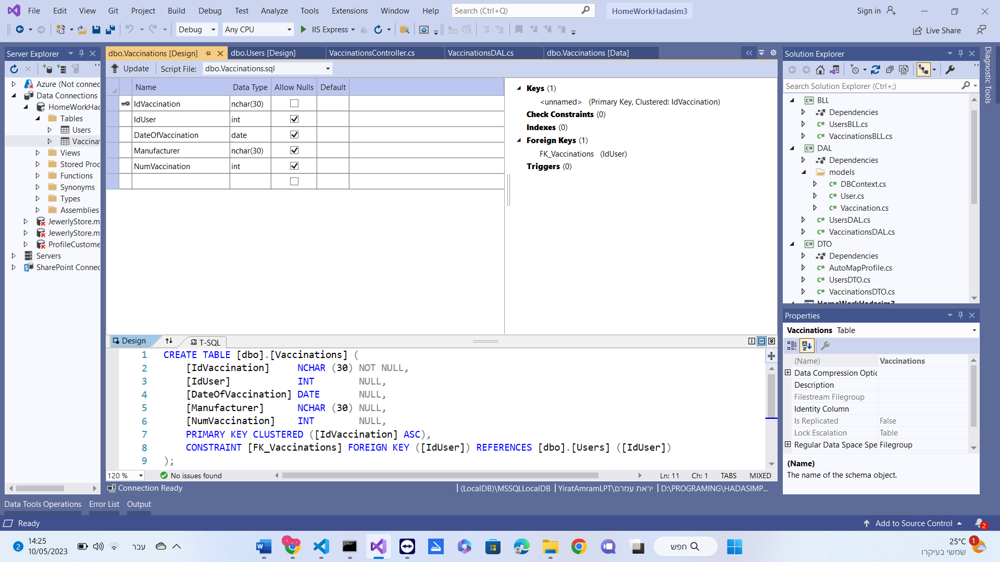 File Edit View Git Project Build Debug Test Analyze Tools Extensions Window Help Search (Ctrl+Q) HomeWorkHadasim3 Sign in
Debug Any CPU IIS Express Live Share
Server Explorer
Azure (Not connec
Data Connections
HomeWorkHad
Tables
Users
Vaccinat
Views
Stored Proc
Functions
Synonyms
Types
Assemblies
JewerlyStore.m
JewerlyStore.m
ProfileCustome
Servers
SharePoint Connec
dbo.Vaccinations [Design] dbo.Users [Design] VaccinationsController.cs VaccinationsDAL.cs dbo.Vaccinations [Data]
Update Script File: dbo.Vaccinations.sql
Name Data Type Allow Nulls Default
IdVaccination nchar(30)
IdUser int
DateOfVaccination date
Manufacturer nchar(30)
NumVaccination int
Keys (1)
<unnamed> (Primary Key, Clustered: IdVaccination)
Check Constraints (0)
Indexes (0)
Foreign Keys (1)
FK_Vaccinations (IdUser)
Triggers (0)
Design T-SQL
1 CREATE TABLE [dbo].[Vaccinations] (
2 [IdVaccination] NCHAR (30) NOT NULL,
3 [IdUser] INT NULL,
4 [DateOfVaccination] DATE NULL,
5 [Manufacturer] NCHAR (30) NULL,
6 [NumVaccination] INT NULL,
7 PRIMARY KEY CLUSTERED ([IdVaccination] ASC),
8 CONSTRAINT [FK_Vaccinations] FOREIGN KEY ([IdUser]) REFERENCES [dbo].[Users] ([IdUser])
9 );
120 % No issues found Ln: 11 Ch: 1 TABS MIXED
Connection Ready (LocalDB)\MSSQLLocalDB YiratAmramLPT\יראת עמרם D:\PROGRAMING\HADASIMP...
Solution Explorer
Search Solution Explorer (Ctrl+;)
BLL
Dependencies
UsersBLL.cs
VaccinationsBLL.cs
DAL
Dependencies
models
DBContext.cs
User.cs
Vaccination.cs
UsersDAL.cs
VaccinationsDAL.cs
DTO
Dependencies
AutoMapProfile.cs
UsersDTO.cs
VaccinationsDTO.cs
HomeWorkHadasim3
Diagnostic Tools
Properties
Vaccinations Table
(Name) Vaccinations
Data Compression Optic
Description
Filestream Filegroup
Identity Column
Is Replicated False
Lock Escalation Table
Regular Data Space Spe Filegroup
(Name)
The name of the schema object.
Data Tools Operations Error List Output
Ready Add to Source Control 2
2 14:25 10/05/2023 עבר חפש 25°C 1
שמשי בעיקרו